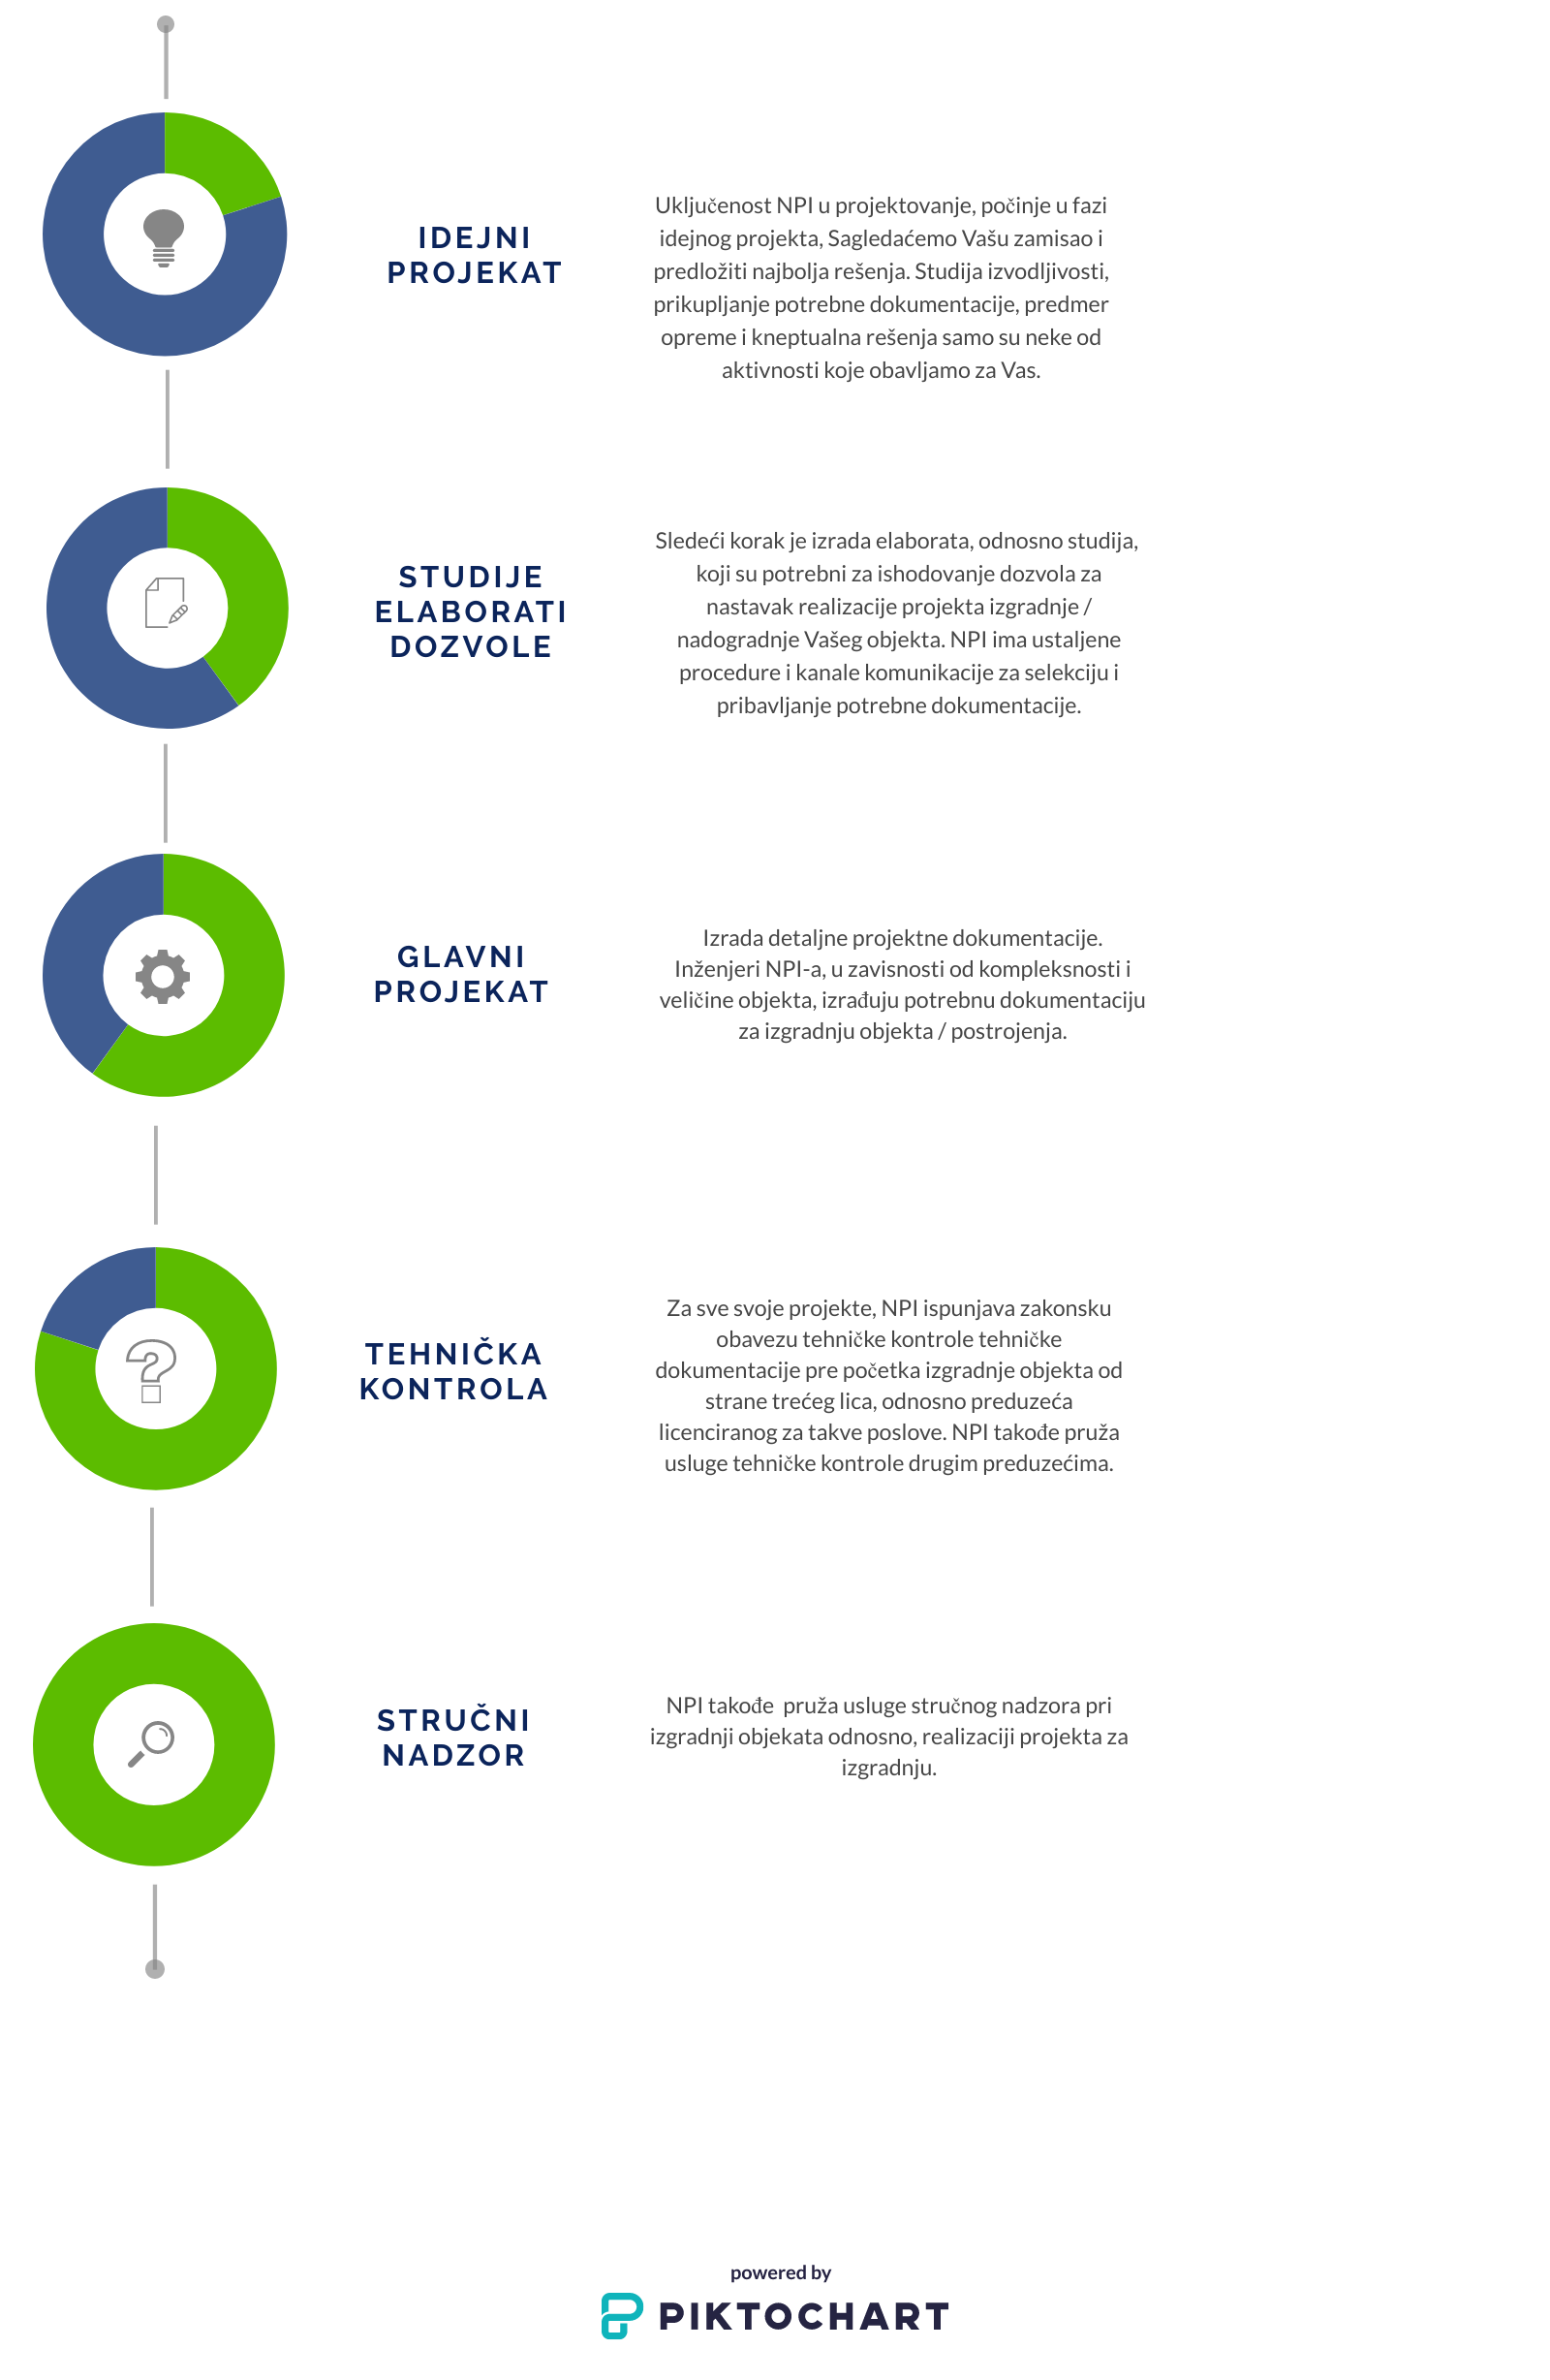 IDEJNI
PROJEKAT
Uključenost NPI u projektovanje, počinje u fazi
idejnog projekta, Sagledaćemo Vašu zamisao i
predložiti najbolja rešenja. Studija izvodljivosti,
prikupljanje potrebne dokumentacije, predmer
opreme i kneptualna rešenja samo su neke od
aktivnosti koje obavljamo za Vas.
STUDIJE
ELABORATI
DOZVOLE
Sledeći korak je izrada elaborata, odnosno studija,
koji su potrebni za ishodovanje dozvola za
nastavak realizacije projekta izgradnje /
nadogradnje Vašeg objekta. NPI ima ustaljene
procedure i kanale komunikacije za selekciju i
pribavljanje potrebne dokumentacije.
GLAVNI
PROJEKAT
Izrada detaljne projektne dokumentacije.
Inženjeri NPI-a, u zavisnosti od kompleksnosti i
veličine objekta, izrađuju potrebnu dokumentaciju
za izgradnju objekta / postrojenja.
TEHNIČKA
KONTROLA
Za sve svoje projekte, NPI ispunjava zakonsku
obavezu tehničke kontrole tehničke
dokumentacije pre početka izgradnje objekta od
strane trećeg lica, odnosno preduzeća
licenciranog za takve poslove. NPI takođe pruža
usluge tehničke kontrole drugim preduzećima.
STRUČNI
NADZOR
NPI takođe  pruža usluge stručnog nadzora pri
izgradnji objekata odnosno, realizaciji projekta za
izgradnju.
powered by
PIKTOCHART